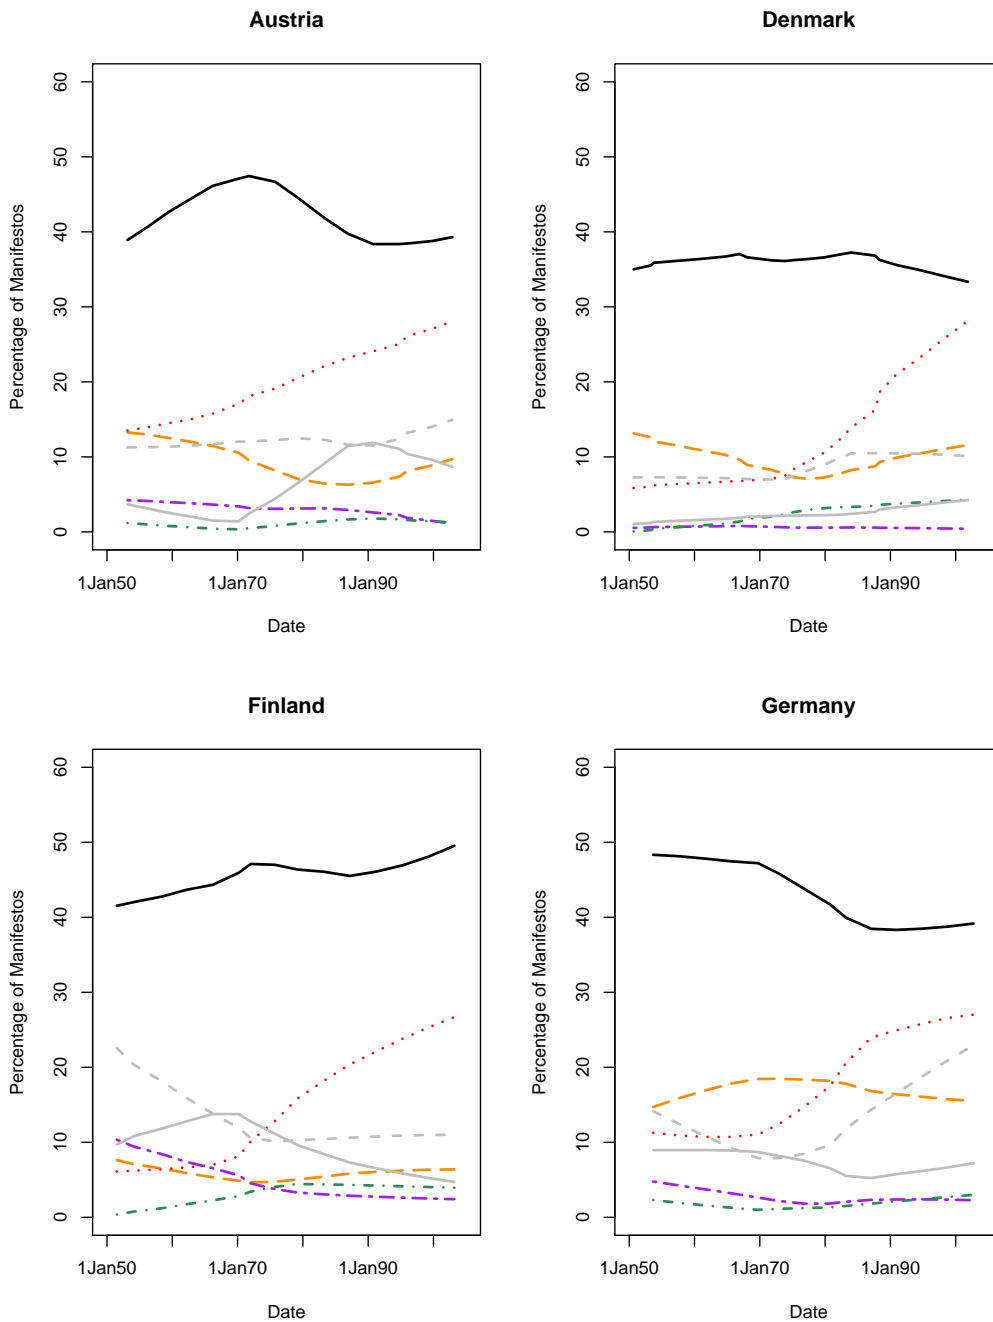 Austria
Percentage of Manifestos
0 10 20 30 40 50 60
1Jan50 1Jan70 1Jan90
Date
Denmark
Percentage of Manifestos
0 10 20 30 40 50 60
1Jan50 1Jan70 1Jan90
Date
Finland
Percentage of Manifestos
0 10 20 30 40 50 60
1Jan50 1Jan70 1Jan90
Date
Germany
Percentage of Manifestos
0 10 20 30 40 50 60
1Jan50 1Jan70 1Jan90
Date